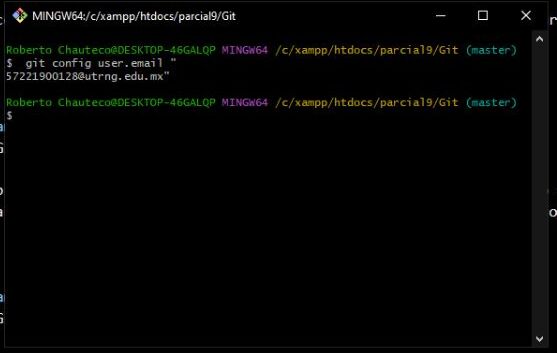 MINGW64:/c/xampp/htdocs/parcial9/Git
Roberto Chauteco@DESKTOP-46GALQP MINGW64 /c/xampp/htdocs/parcial9/Git (master)
$  git config user.email "
57221900128@utrng.edu.mx"
Roberto Chauteco@DESKTOP-46GALQP MINGW64 /c/xampp/htdocs/parcial9/Git (master)
$